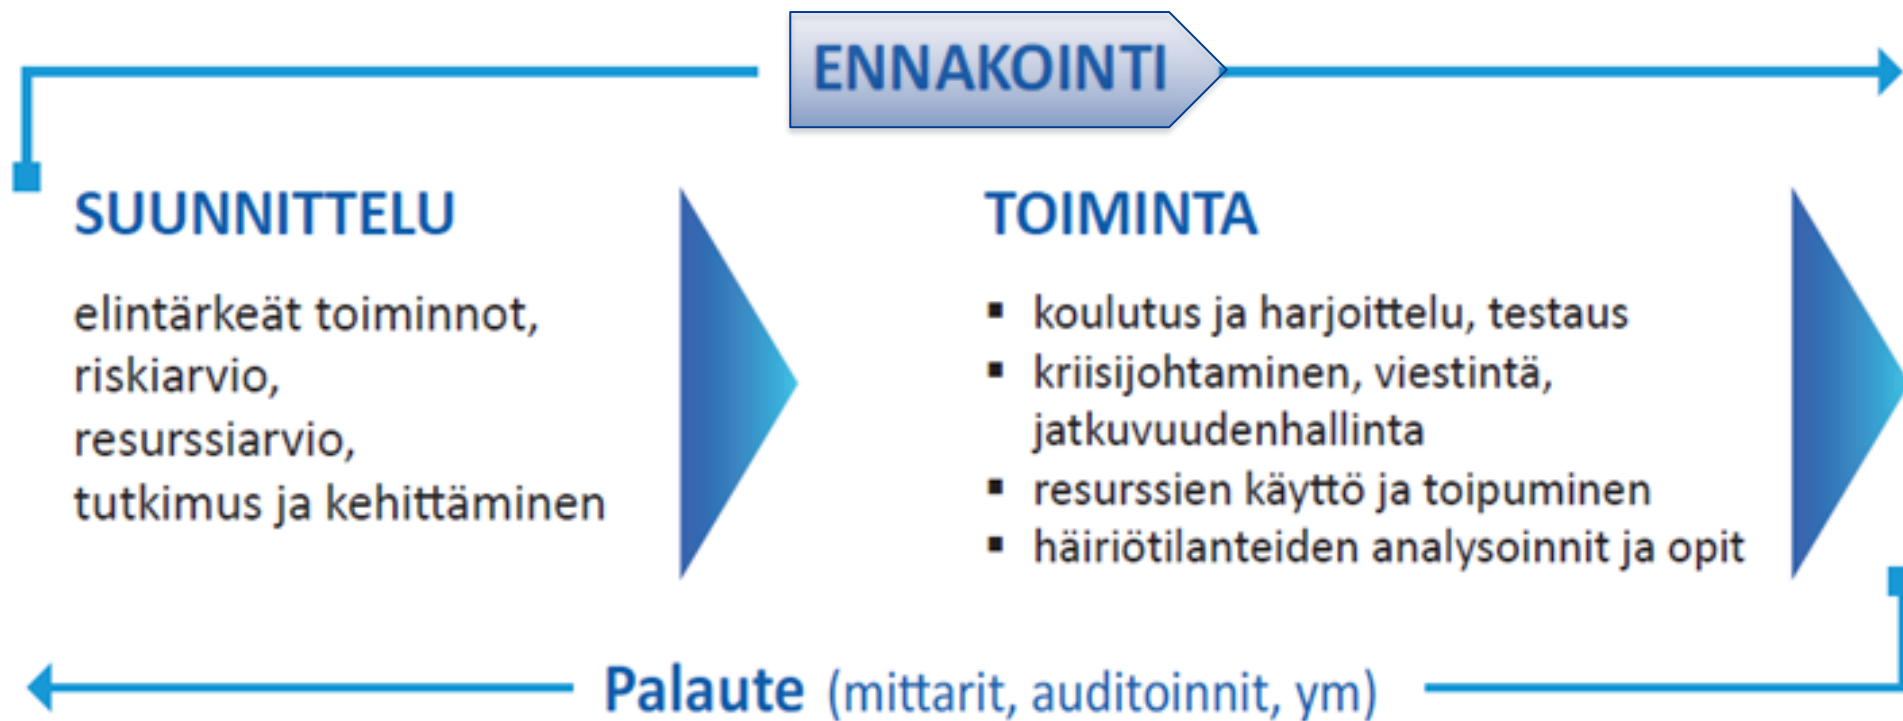 ENNAKOINTI
SUUNNITTELU
elintärkeät toiminnot,
riskiarvio,
resurssiarvio,
tutkimus ja kehittäminen
TOIMINTA
▪ koulutus ja harjoittelu, testaus
▪ kriisijohtaminen, viestintä,
jatkuvuudenhallinta
▪ resurssien käyttö ja toipuminen
▪ häiriötilanteiden analysoinnit ja opit
Palaute (mittarit, auditoinnit, ym)